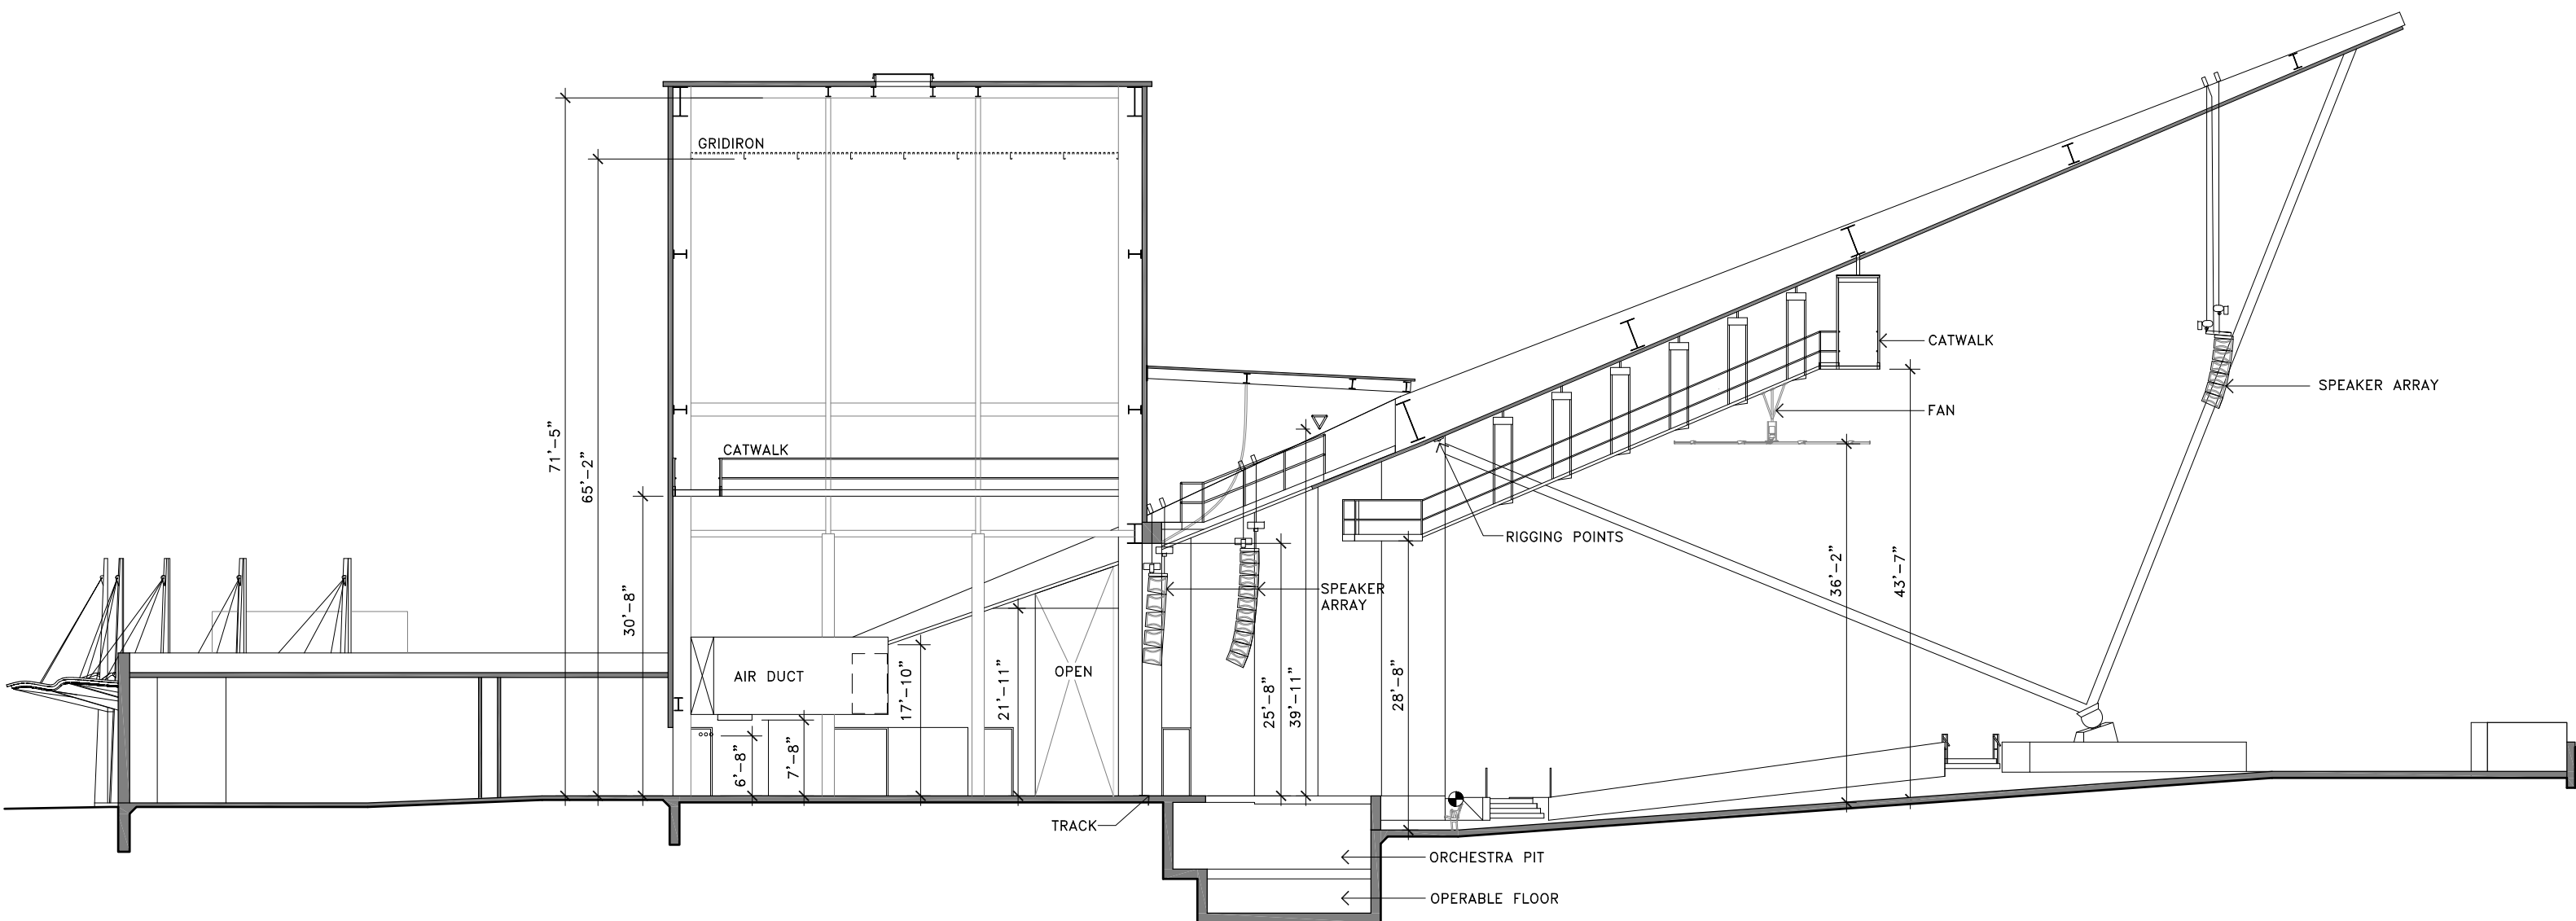 GRIDIRON
71'-5"
65'-2"
CATWALK
30'-8"
AIR DUCT
6'-8"
7'-8"
17'-10"
21'-11"
OPEN
TRACK
SPEAKER
ARRAY
25'-8"
39'-11"
28'-8"
RIGGING POINTS
CATWALK
FAN
36'-2"
43'-7"
SPEAKER ARRAY
ORCHESTRA PIT
OPERABLE FLOOR